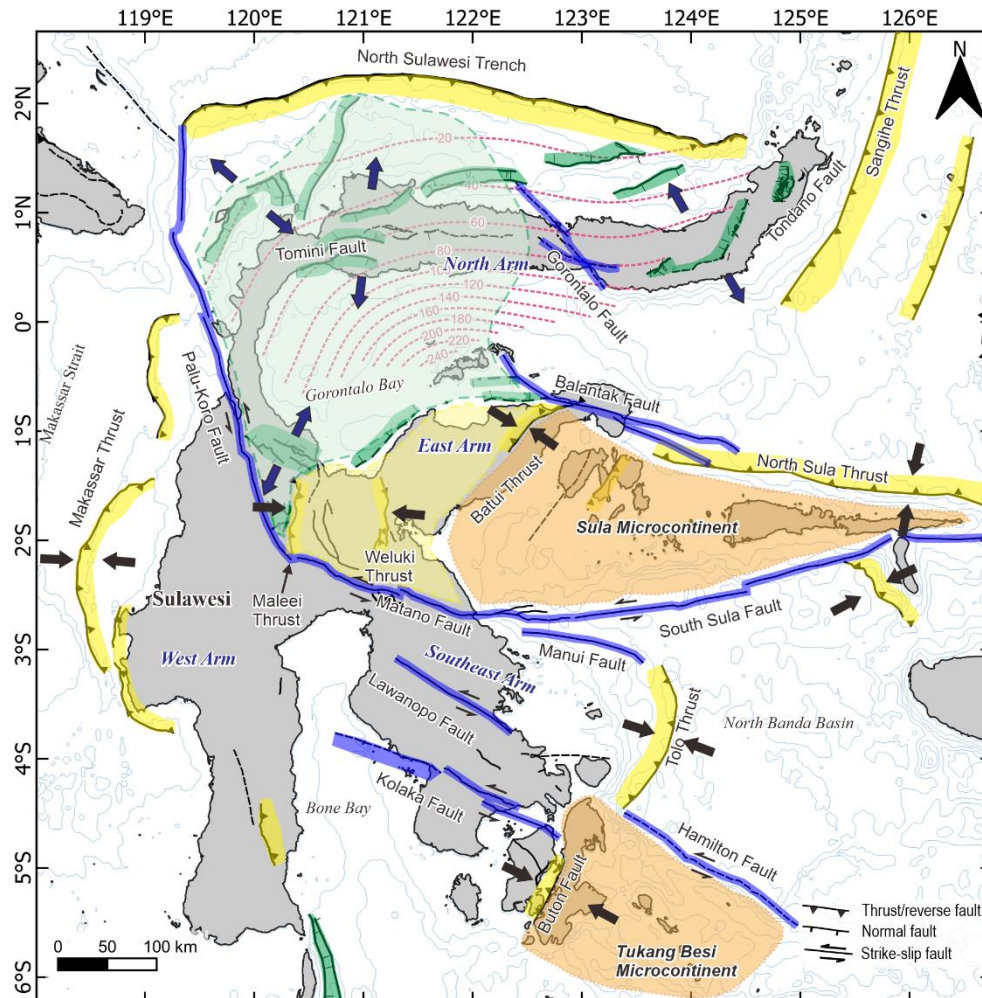 119°E 120°E 121°E 122°E 123°E 124°E 125°E 126°E
N
North Sulawesi Trench
Sangihe Thrust
2°N
20
40
1°N
60
Tondano Fault
Tomini Fault
80
North Arm
100
120
140
160
180
200
220
240
Gorontalo Fault
0°
Makassar Strait
Palu-Koro Fault
Gorontalo Bay
Balantak Fault
1°S
East Arm
Makassar Thrust
Batui Thrust
North Sula Thrust
2°S
Sula Microcontinent
Weluki
Thrust
Sulawesi
Maleei
Thrust
Matano Fault
South Sula Fault
3°S
West Arm
Southeast Arm
Manui Fault
Lawanopo Fault
Tolo Thrust
North Banda Basin
4°S
Kolaka Fault
Bone Bay
Hamilton Fault
5°S
Buton Fault
Thrust/reverse fault
Normal fault
Strike-slip fault
0 50 100 km
Tukang Besi
Microcontinent
6°S